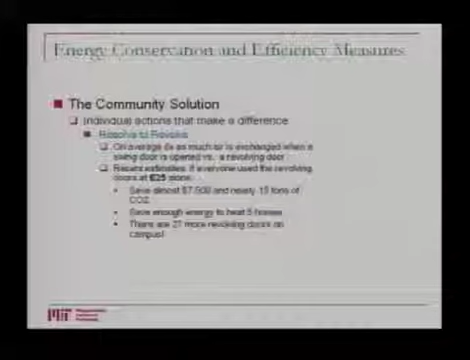 Energy Conservation and Efficiency Measures
The Community Solution
Individual actions that make a difference
Resolve to Revolve
On average 8x as much air is exchanged when a
swing door is opened vs. a revolving door
Recent estimates, if everyone used the revolving
doors at E25 alone:
Save almost $7,500 and nearly 15 tons of
CO2.
Save enough energy to heat 5 houses
There are 27 more revolving doors on
campus!
MIT